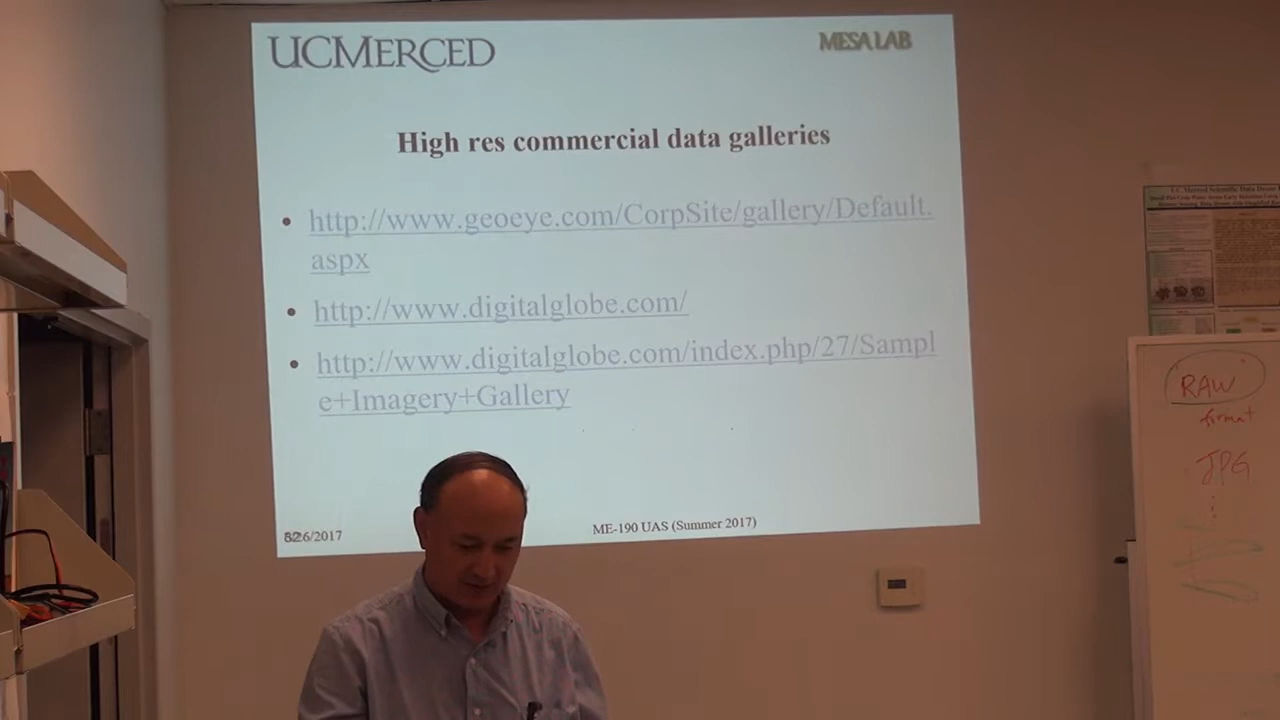 UCMERCED
MESA LAB
High res commercial data galleries
• http://www.geoeye.com/CorpSite/gallery/Default.
aspx
• http://www.digitalglobe.com/
• http://www.digitalglobe.com/index.php/27/Sampl
e+Imagery+Gallery
6/2017
ME-190 UAS (Summer 2017)
RAW
format
JPG